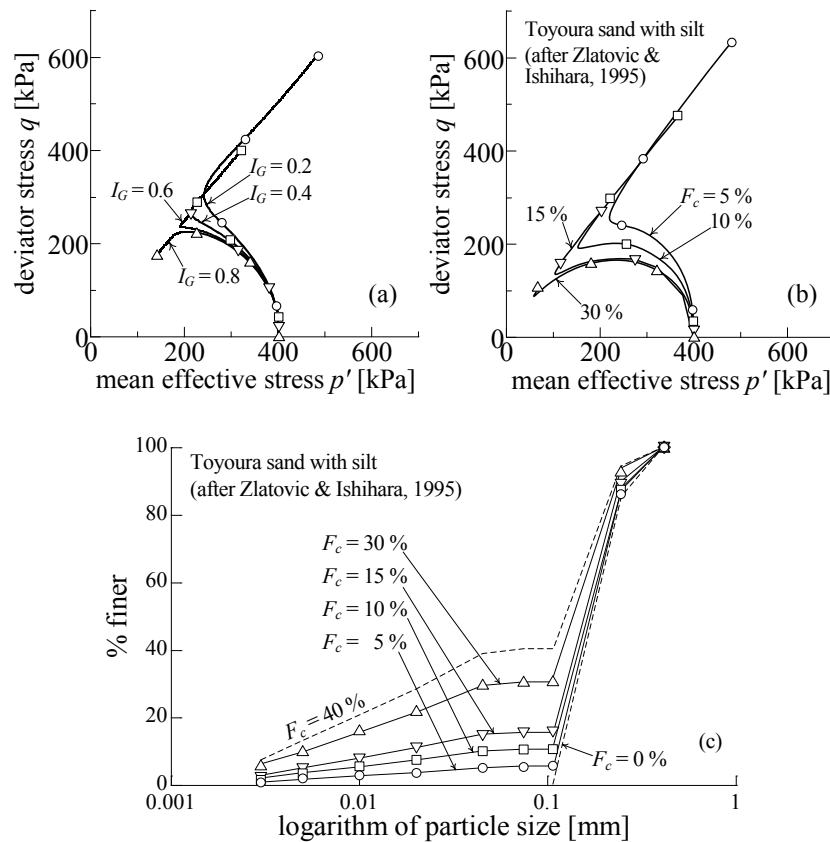 600
400
200
0
deviator stress q [kPa]
I_G = 0.2
I_G = 0.4
I_G = 0.6
I_G = 0.8
(a)
0 200 400 600
mean effective stress p' [kPa]
Toyoura sand with silt
(after Zlatovic &
Ishihara, 1995)
600
400
200
0
deviator stress q [kPa]
F_c = 5 %
10 %
15 %
30 %
(b)
0 200 400 600
mean effective stress p' [kPa]
100
80
60
40
20
0
% finer
Toyoura sand with silt
(after Zlatovic & Ishihara, 1995)
F_c = 30 %
F_c = 15 %
F_c = 10 %
F_c = 5 %
F_c = 40 %
F_c = 0 %
(c)
0.001 0.01 0.1 1
logarithm of particle size [mm]